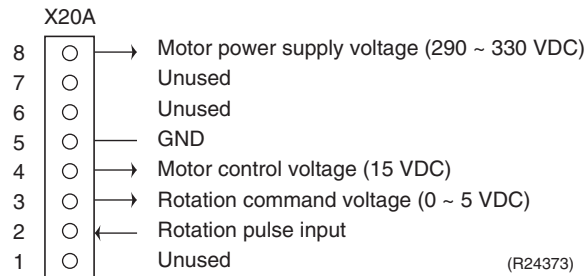 X20A
8 Motor power supply voltage (290 ~ 330 VDC)
7 Unused
6 Unused
5 GND
4 Motor control voltage (15 VDC)
3 Rotation command voltage (0 ~ 5 VDC)
2 Rotation pulse input
1 Unused
(R24373)